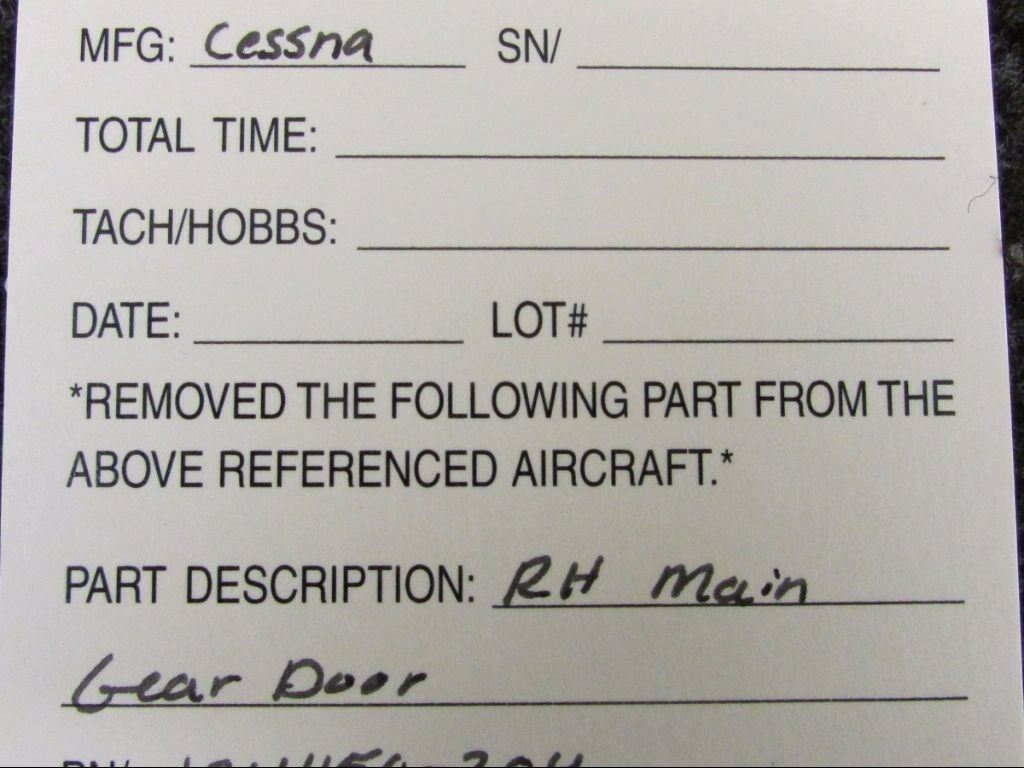 MFG: Cessna SN/
TOTAL TIME:
TACH/HOBBS:
DATE: LOT#
*REMOVED THE FOLLOWING PART FROM THE
ABOVE REFERENCED AIRCRAFT.*
PART DESCRIPTION: RH Main
Gear Door
PN/